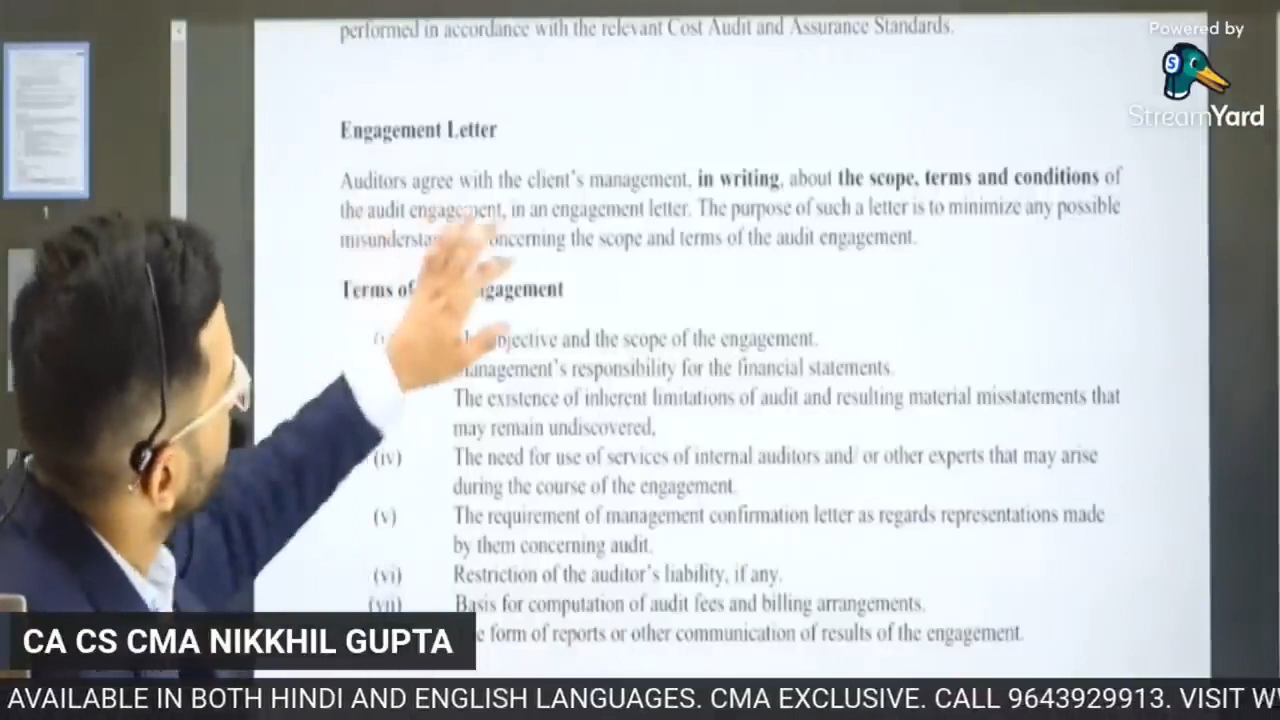 performed in accordance with the relevant Cost Audit and Assurance Standards.
Powered by
S
StreamYard
Engagement Letter
Auditors agree with the client's management, in writing, about the scope, terms and conditions of
the audit engagement, in an engagement letter. The purpose of such a letter is to minimize any possible
concerning the scope and terms of the audit engagement.
1
Terms of
objective and the scope of the engagement.
management's responsibility for the financial statements.
The existence of inherent limitations of audit and resulting material misstatements that
may remain undiscovered,
(iv) The need for use of services of internal auditors and/ or other experts that may arise
during the course of the engagement.
(v) The requirement of management confirmation letter as regards representations made
by them concerning audit.
(vi) Restriction of the auditor's liability, if any.
(vii) Basis for computation of audit fees and billing arrangements.
form of reports or other communication of results of the engagement.
CA CS CMA NIKKHIL GUPTA
AVAILABLE IN BOTH HINDI AND ENGLISH LANGUAGES. CMA EXCLUSIVE. CALL 9643929913. VISIT